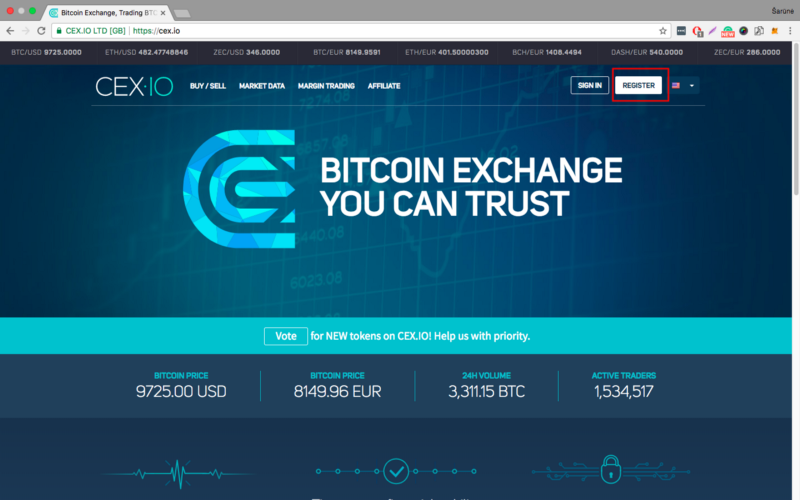 Bitcoin Exchange, Trading BTC
Šarūnė
CEX.IO LTD [GB] https://cex.io
NEW
BTC/USD 9725.0000 ETH/USD 482.47748846 ZEC/USD 346.0000 BTC/EUR 8149.9591 ETH/EUR 401.50000300 BCH/EUR 1408.4494 DASH/EUR 540.0000 ZEC/EUR 286.0000
CEX.IO BUY / SELL MARKET DATA MARGIN TRADING AFFILIATE SIGN IN REGISTER
BITCOIN EXCHANGE
YOU CAN TRUST
6023.08
Vote for NEW tokens on CEX.IO! Help us with priority.
BITCOIN PRICE BITCOIN PRICE 24H VOLUME ACTIVE TRADERS
9725.00 USD 8149.96 EUR 3,311.15 BTC 1,534,517